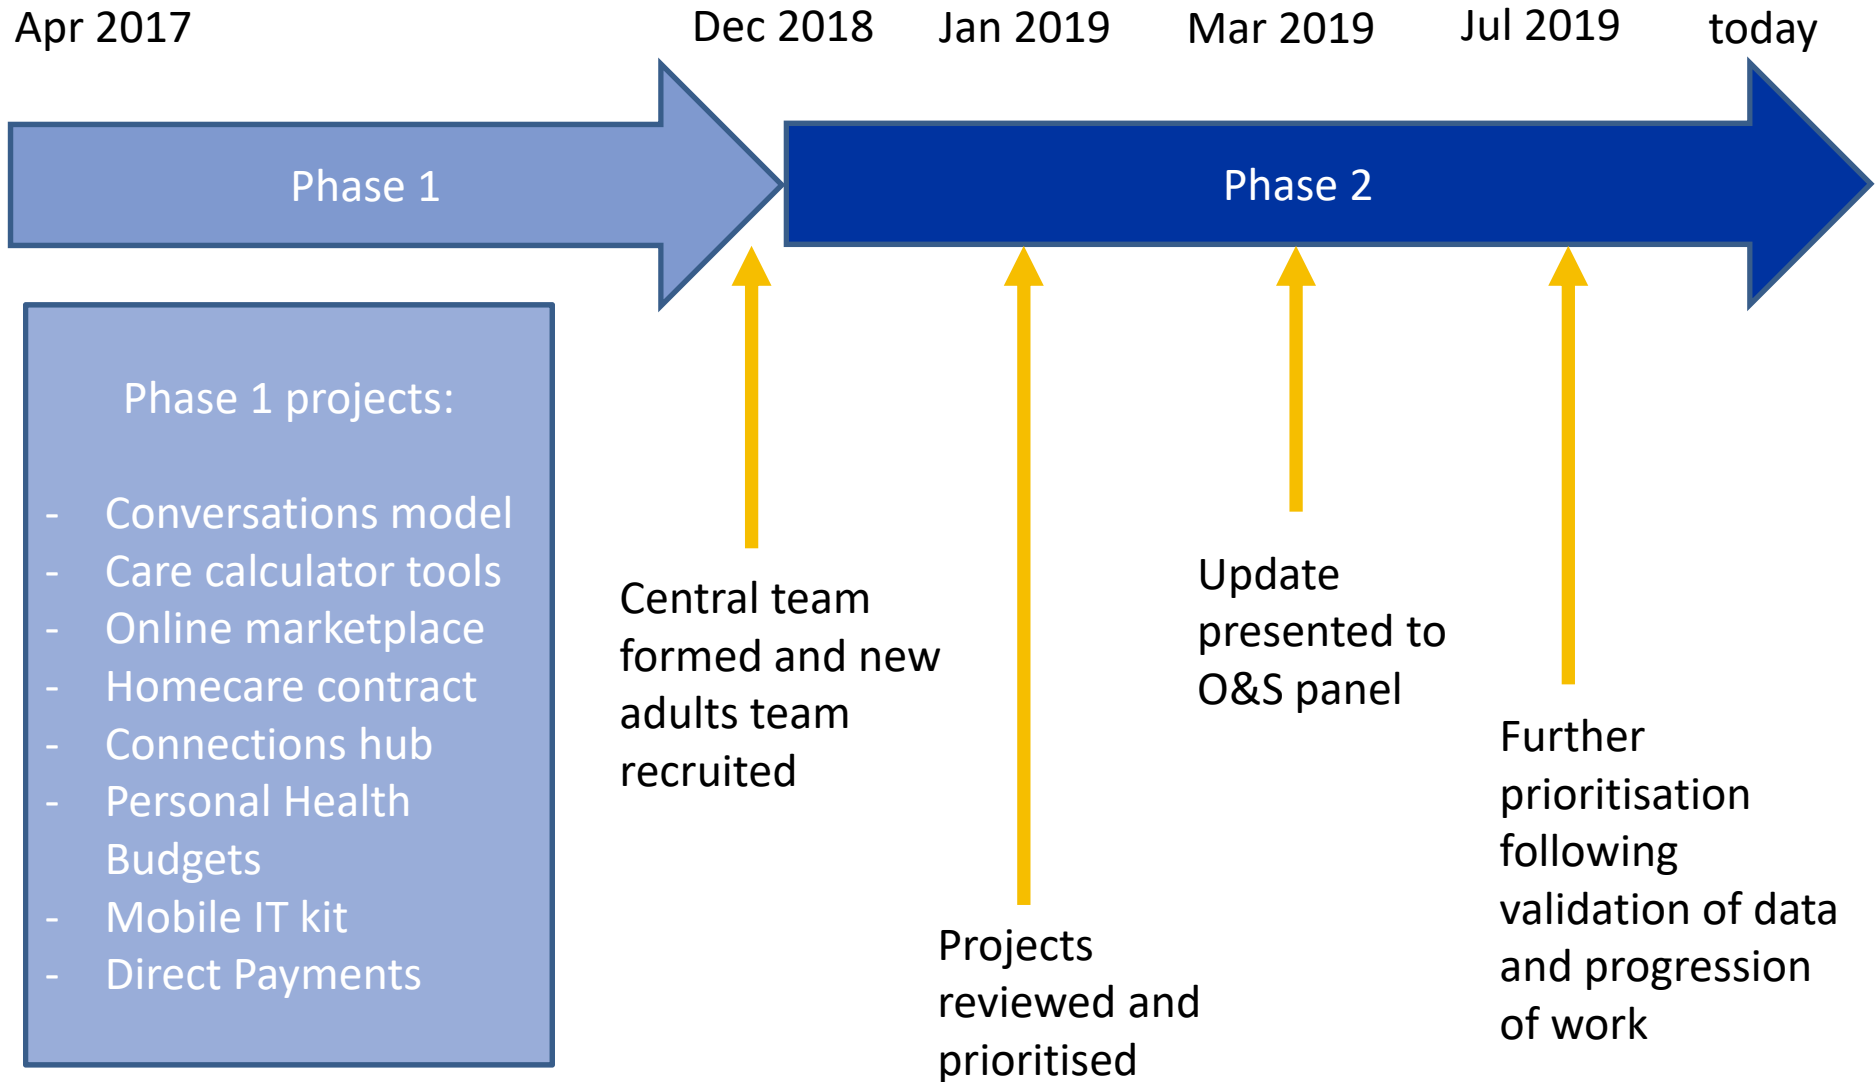 Apr 2017
Dec 2018
Jan 2019
Mar 2019
Jul 2019
today
Phase 1
Phase 2
Phase 1 projects:
- Conversations model
- Care calculator tools
- Online marketplace
- Homecare contract
- Connections hub
- Personal Health
Budgets
- Mobile IT kit
- Direct Payments
Central team
formed and new
adults team
recruited
Projects
reviewed and
prioritised
Update
presented to
O&S panel
Further
prioritisation
following
validation of data
and progression
of work